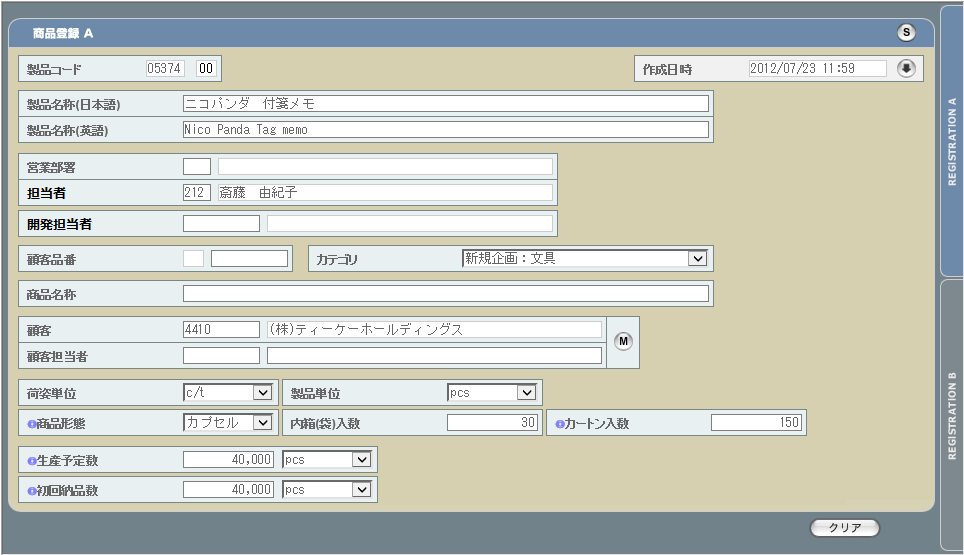 商品登録 A
S
製品コード 05374 00
作成日時 2012/07/23 11:59
製品名称(日本語) ニコパンダ 付箋メモ
製品名称(英語) Nico Panda Tag memo
営業部署
担当者 212 斎藤 由紀子
開発担当者
顧客品番
カテゴリ 新規企画：文具
商品名称
顧客 4410 (株)ティーケーホールディングス
顧客担当者
M
荷姿単位 c/t
製品単位 pcs
商品形態 カプセル
内箱(袋)入数 30
カートン入数 150
生産予定数 40,000 pcs
初回納品数 40,000 pcs
クリア
REGISTRATION A
REGISTRATION B